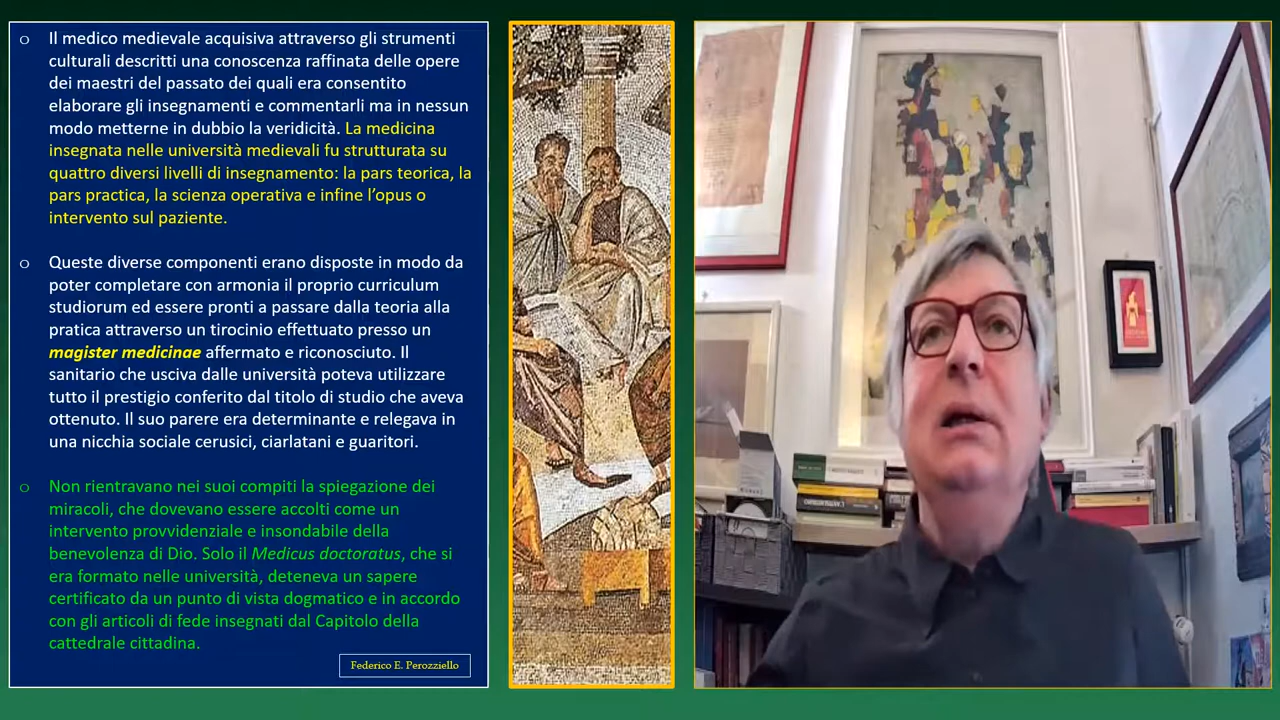 Il medico medievale acquisiva attraverso gli strumenti
culturali descritti una conoscenza raffinata delle opere
dei maestri del passato dei quali era consentito
elaborare gli insegnamenti e commentarli ma in nessun
modo metterne in dubbio la veridicità. La medicina
insegnata nelle università medievali fu strutturata su
quattro diversi livelli di insegnamento: la pars teorica, la
pars practica, la scienza operativa e infine l’opus o
intervento sul paziente.
Queste diverse componenti erano disposte in modo da
poter completare con armonia il proprio curriculum
studiorum ed essere pronti a passare dalla teoria alla
pratica attraverso un tirocinio effettuato presso un
magister medicinae affermato e riconosciuto. Il
sanitario che usciva dalle università poteva utilizzare
tutto il prestigio conferito dal titolo di studio che aveva
ottenuto. Il suo parere era determinante e relegava in
una nicchia sociale cerusici, ciarlatani e guaritori.
Non rientravano nei suoi compiti la spiegazione dei
miracoli, che dovevano essere accolti come un
intervento provvidenziale e insondabile della
benevolenza di Dio. Solo il Medicus doctoratus, che si
era formato nelle università, deteneva un sapere
certificato da un punto di vista dogmatico e in accordo
con gli articoli di fede insegnati dal Capitolo della
cattedrale cittadina.
Federico E. Perozziello